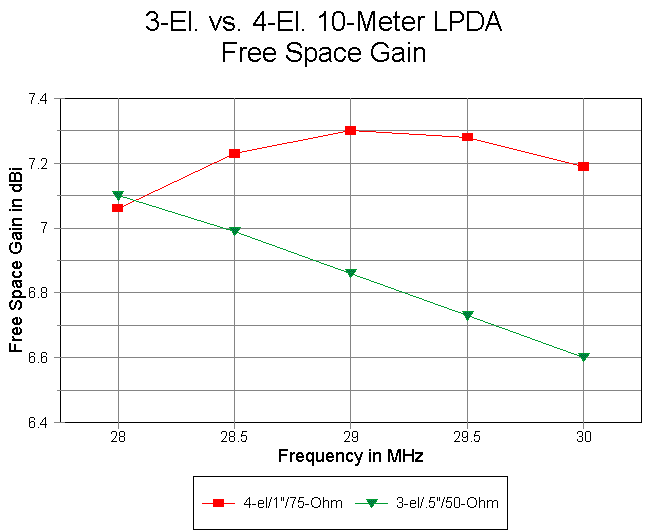 3-El. vs. 4-El. 10-Meter LPDA
Free Space Gain
7.4
7.2
7
6.8
6.6
6.4
Free Space Gain in dBi
28
28.5
29
29.5
30
Frequency in MHz
4-el/1"/75-Ohm
3-el/.5"/50-Ohm